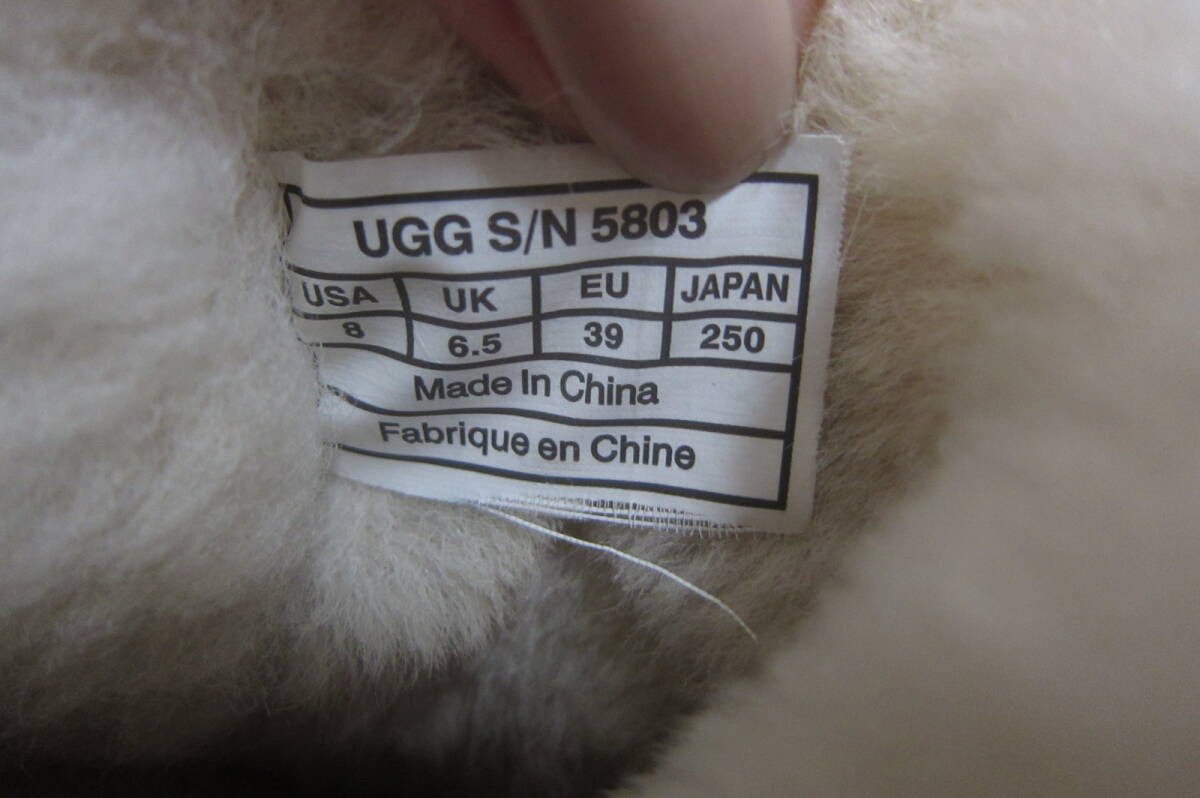 UGG S/N 5803
USA UK EU JAPAN
8 6.5 39 250
Made In China
Fabrique en Chine